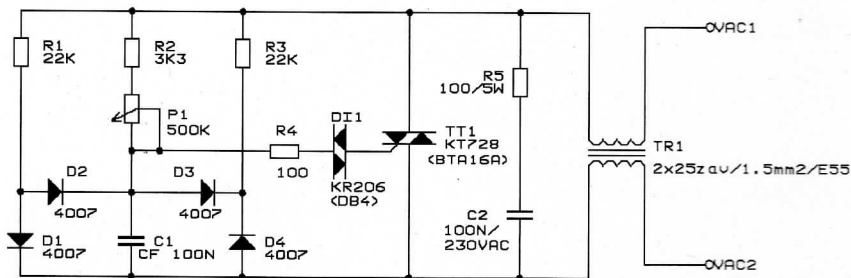 R1
22K
R2
3K3
R3
22K
P1
500K
R4
100
DI1
KR206
(DB4)
TT1
KT728
(BTA16A)
R5
100/5W
C2
100N/
230VAC
TR1
2x25zav/1.5mm2/E55
VAC1
VAC2
D2
4007
D3
4007
D1
4007
C1
CF 100N
D4
4007